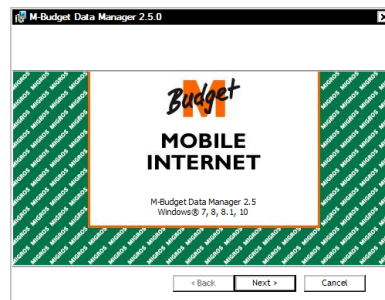 M-Budget Data Manager 2.5.0
M Budget
MOBILE
INTERNET
M-Budget Data Manager 2.5
Windows® 7, 8, 8.1, 10
MIGROS
< Back
Next >
Cancel